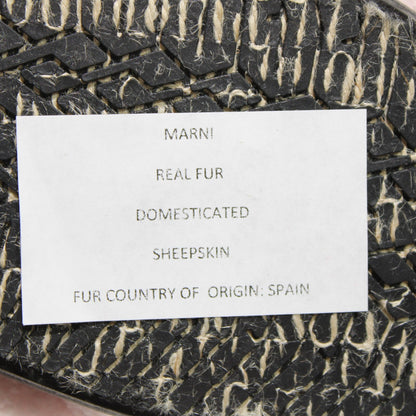 MARNI
REAL FUR
DOMESTICATED
SHEEPSKIN
FUR COUNTRY OF ORIGIN: SPAIN